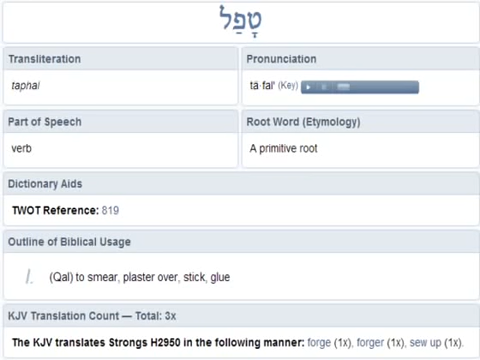 טָפַל
Transliteration
Pronunciation
taphal
tä·fal' (Key)
Part of Speech
Root Word (Etymology)
verb
A primitive root
Dictionary Aids
TWOT Reference: 819
Outline of Biblical Usage
I. (Qal) to smear, plaster over, stick, glue
KJV Translation Count — Total: 3x
The KJV translates Strongs H2950 in the following manner: forge (1x), forger (1x), sew up (1x).